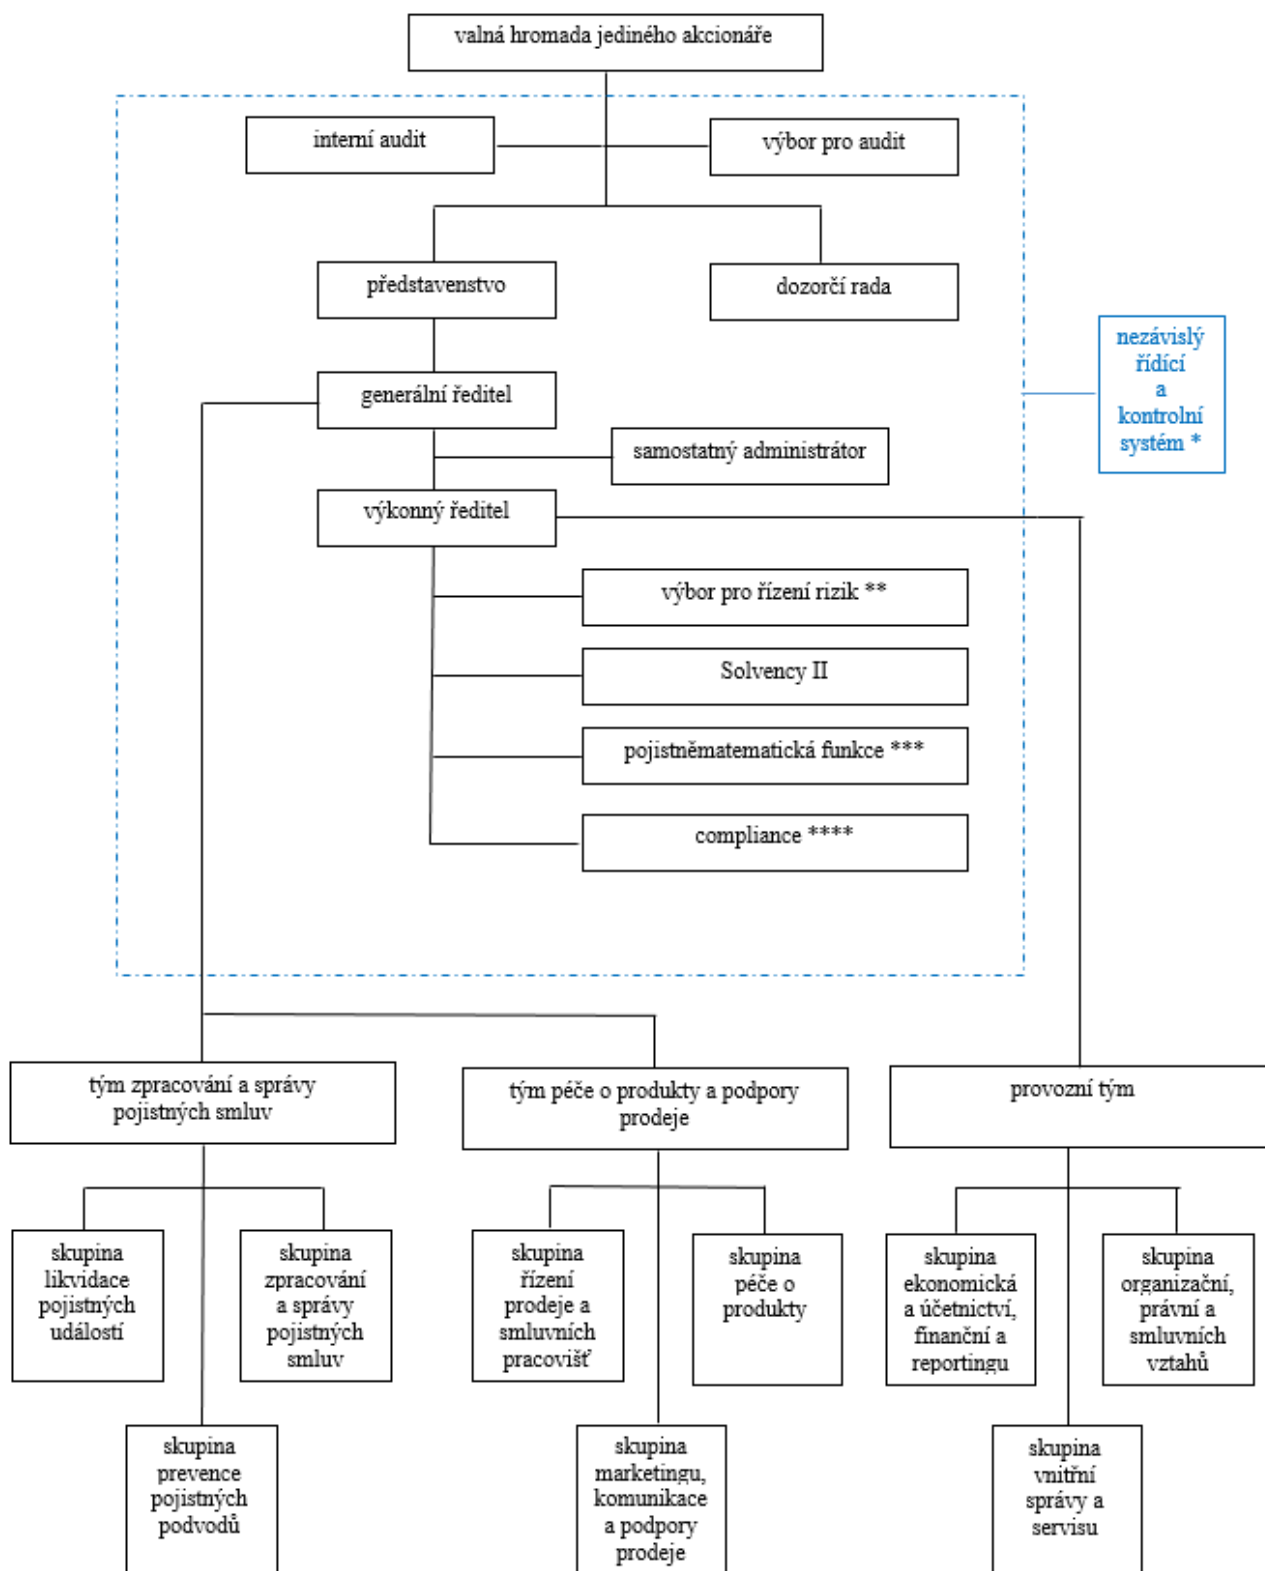 valná hromada jediného akcionáře
interní audit
výbor pro audit
představenstvo
dozorčí rada
nezávislý
řídící
a
kontrolní
systém *
generální ředitel
samostatný administrátor
výkonný ředitel
výbor pro řízení rizik **
Solvency II
pojistněmatematická funkce ***
compliance ****
tým zpracování a správy
pojistných smluv
tým péče o produkty a podpory
prodeje
provozní tým
skupina
likvidace
pojistných
událostí
skupina
zpracování
a správy
pojistných
smluv
skupina
řízení
prodeje a
smluvních
pracovišť
skupina
péče o
produkty
skupina
ekonomická
a účetnictví,
finanční a
reportingu
skupina
organizační,
právní a
smluvních
vztahů
skupina
prevence
pojistných
podvodů
skupina
marketingu,
komunikace
a podpory
prodeje
skupina
vnitřní
správy a
servisu